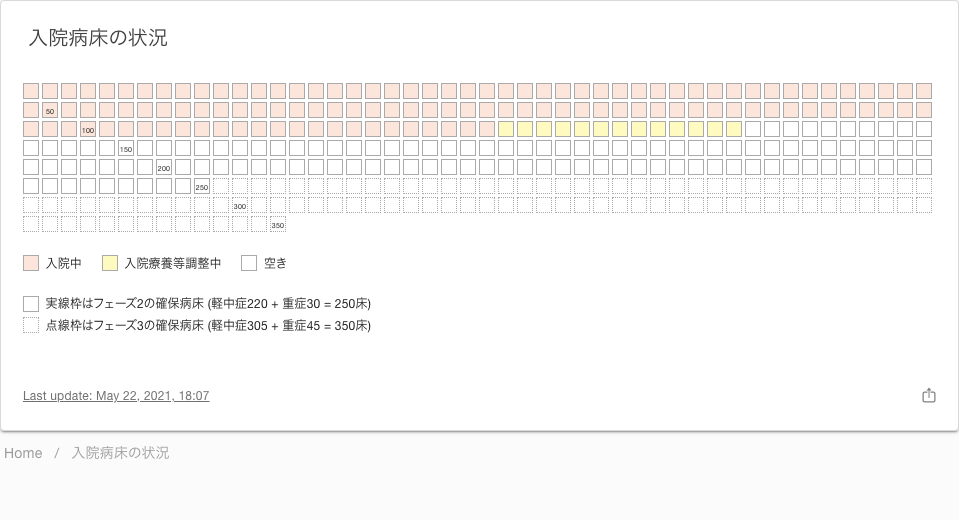 入院病床の状況
50
100
150
200
250
300
350
入院中 入院療養等調整中 空き
実線枠はフェーズ2の確保病床 (軽中症220 + 重症30 = 250床)
点線枠はフェーズ3の確保病床 (軽中症305 + 重症45 = 350床)
Last update: May 22, 2021, 18:07
Home / 入院病床の状況